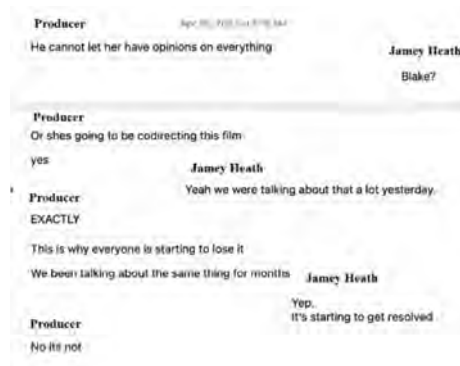 Producer
He cannot let her have opinions on everything
Jamey Heath
Blake?
Producer
Or shes going to be codirecting this film
yes
Jamey Heath
Yeah we were talking about that a lot yesterday.
Producer
EXACTLY
This is why everyone is starting to lose it
We been talking about the same thing for months
Jamey Heath
Yep.
It's starting to get resolved
Producer
No its not